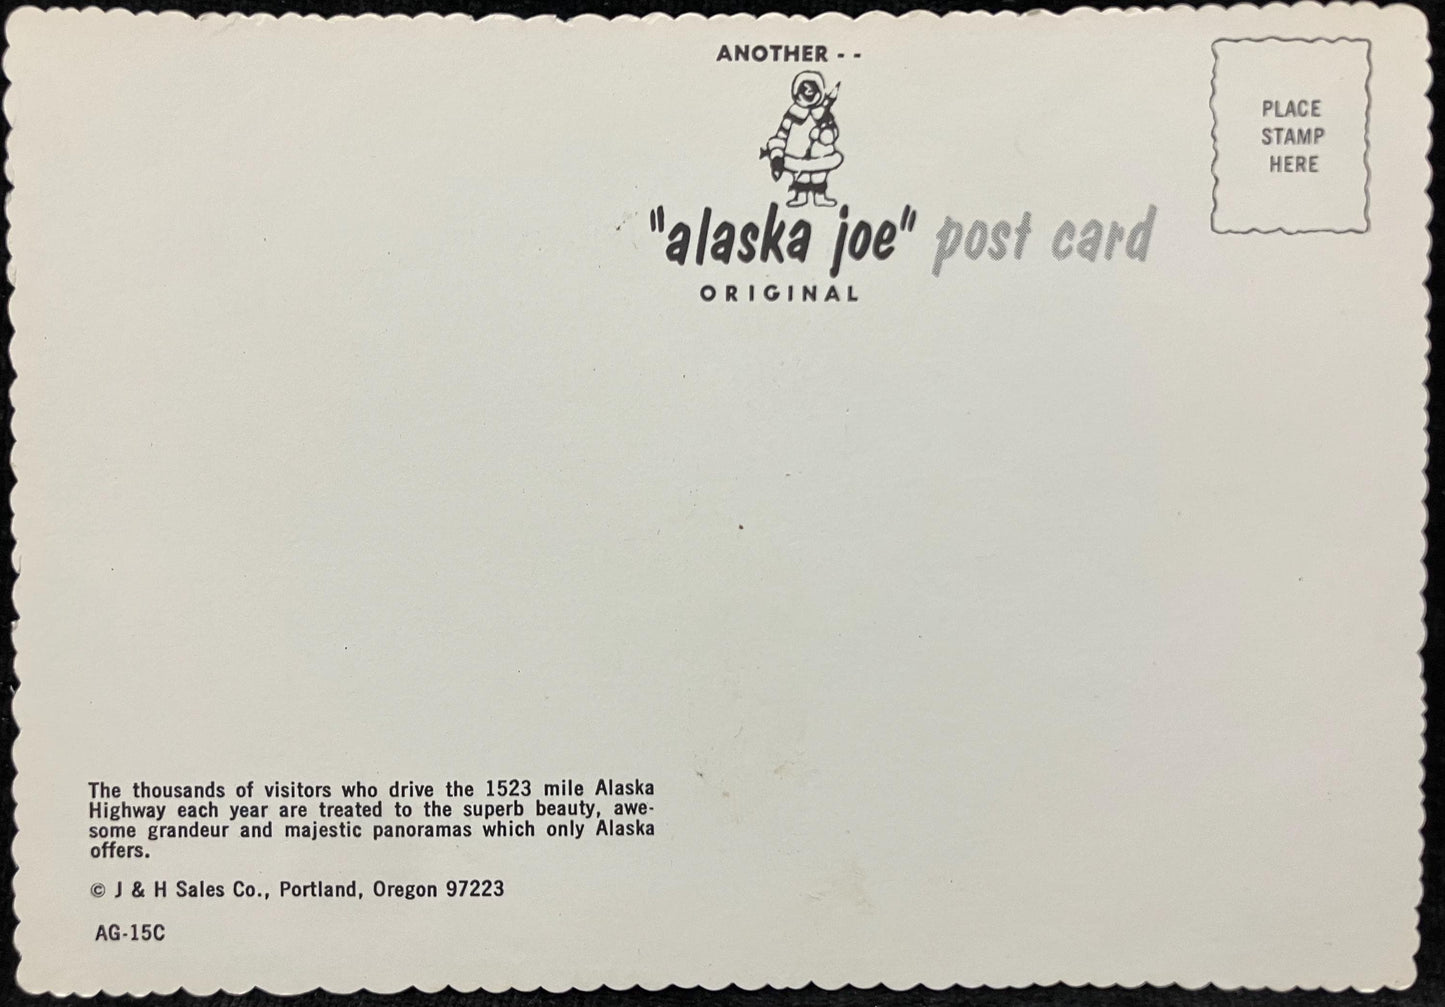 ANOTHER - -
"alaska joe" post card
ORIGINAL
PLACE
STAMP
HERE
The thousands of visitors who drive the 1523 mile Alaska
Highway each year are treated to the superb beauty, awe-
some grandeur and majestic panoramas which only Alaska
offers.
© J & H Sales Co., Portland, Oregon 97223
AG-15C